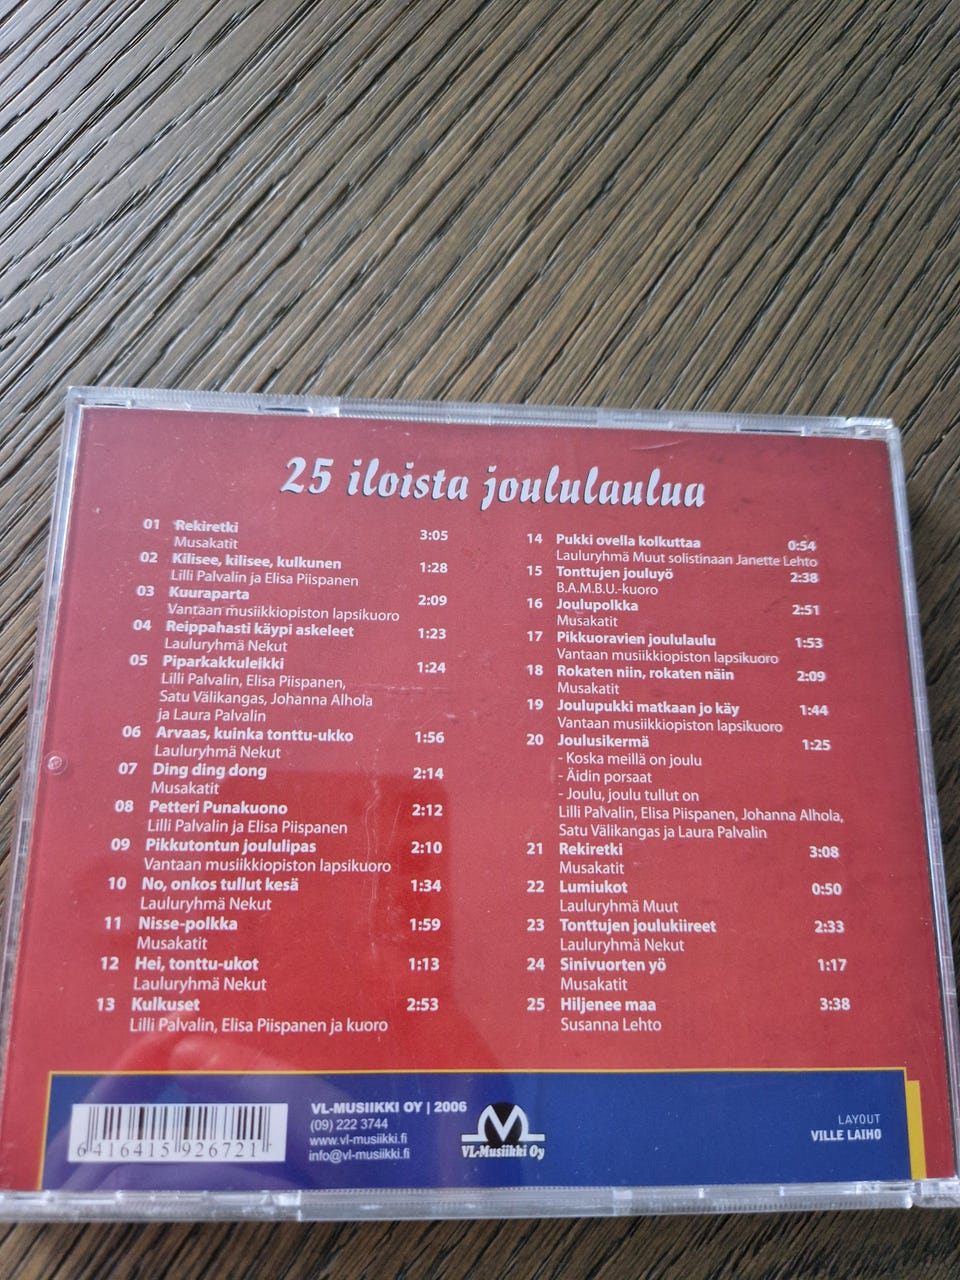 25 iloista joululaulua
01 Rekiretki 3:05
Musakatit
02 Kilisee, kilisee, kulkunen 1:28
Lilli Palvalin ja Elisa Piispanen
03 Kuuraparta 2:09
Vantaan musiikkiopiston lapsikuoro
04 Reippahasti käypi askeleet 1:23
Lauluryhmä Nekut
05 Piparkakkuleikki 1:24
Lilli Palvalin, Elisa Piispanen,
Satu Välikangas, Johanna Alhola
ja Laura Palvalin
06 Arvaas, kuinka tonttu-ukko 1:56
Lauluryhmä Nekut
07 Ding ding dong 2:14
Musakatit
08 Petteri Punakuono 2:12
Lilli Palvalin ja Elisa Piispanen
09 Pikkutontun joululipas 2:10
Vantaan musiikkiopiston lapsikuoro
10 No, onkos tullut kesä 1:34
Lauluryhmä Nekut
11 Nisse-polkka 1:59
Musakatit
12 Hei, tonttu-ukot 1:13
Lauluryhmä Nekut
13 Kulkuset 2:53
Lilli Palvalin, Elisa Piispanen ja kuoro
14 Pukki ovella kolkuttaa 0:54
Lauluryhmä Muut solistinaan Janette Lehto
15 Tonttujen jouluyö 2:38
B.A.M.B.U.-kuoro
16 Joulupolkka 2:51
Musakatit
17 Pikkuoravien joululaulu 1:53
Vantaan musiikkiopiston lapsikuoro
18 Rokaten niin, rokaten näin 2:09
Musakatit
19 Joulupukki matkaan jo käy 1:44
Vantaan musiikkiopiston lapsikuoro
20 Joulusikermä 1:25
- Koska meillä on joulu
- Äidin porsaat
- Joulu, joulu tullut on
Lilli Palvalin, Elisa Piispanen, Johanna Alhola,
Satu Välikangas ja Laura Palvalin
21 Rekiretki 3:08
Musakatit
22 Lumiukot 0:50
Lauluryhmä Muut
23 Tonttujen joulukiireet 2:33
Lauluryhmä Nekut
24 Sinivuorten yö 1:17
Musakatit
25 Hiljenee maa 3:38
Susanna Lehto
6 416415 926721
VL-MUSIIKKI OY | 2006
(09) 222 3744
www.vl-musiikki.fi
info@vl-musiikki.fi
VL-Musiikki Oy
LAYOUT
VILLE LAIHO